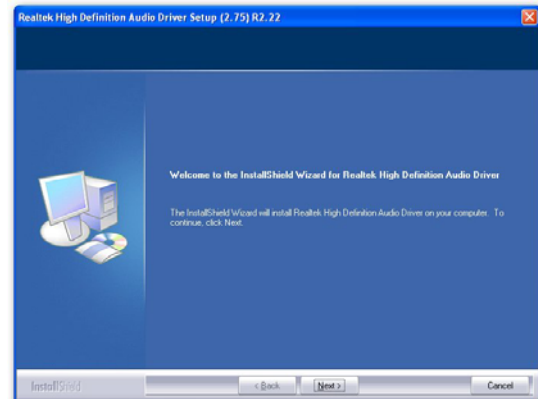 Realtek High Definition Audio Driver Setup (2.75) R2.22
Welcome to the InstallShield Wizard for Realtek High Definition Audio Driver
The InstallShield Wizard will install Realtek High Definition Audio Driver on your computer. To
continue, click Next.
InstallShield
< Back
Next >
Cancel